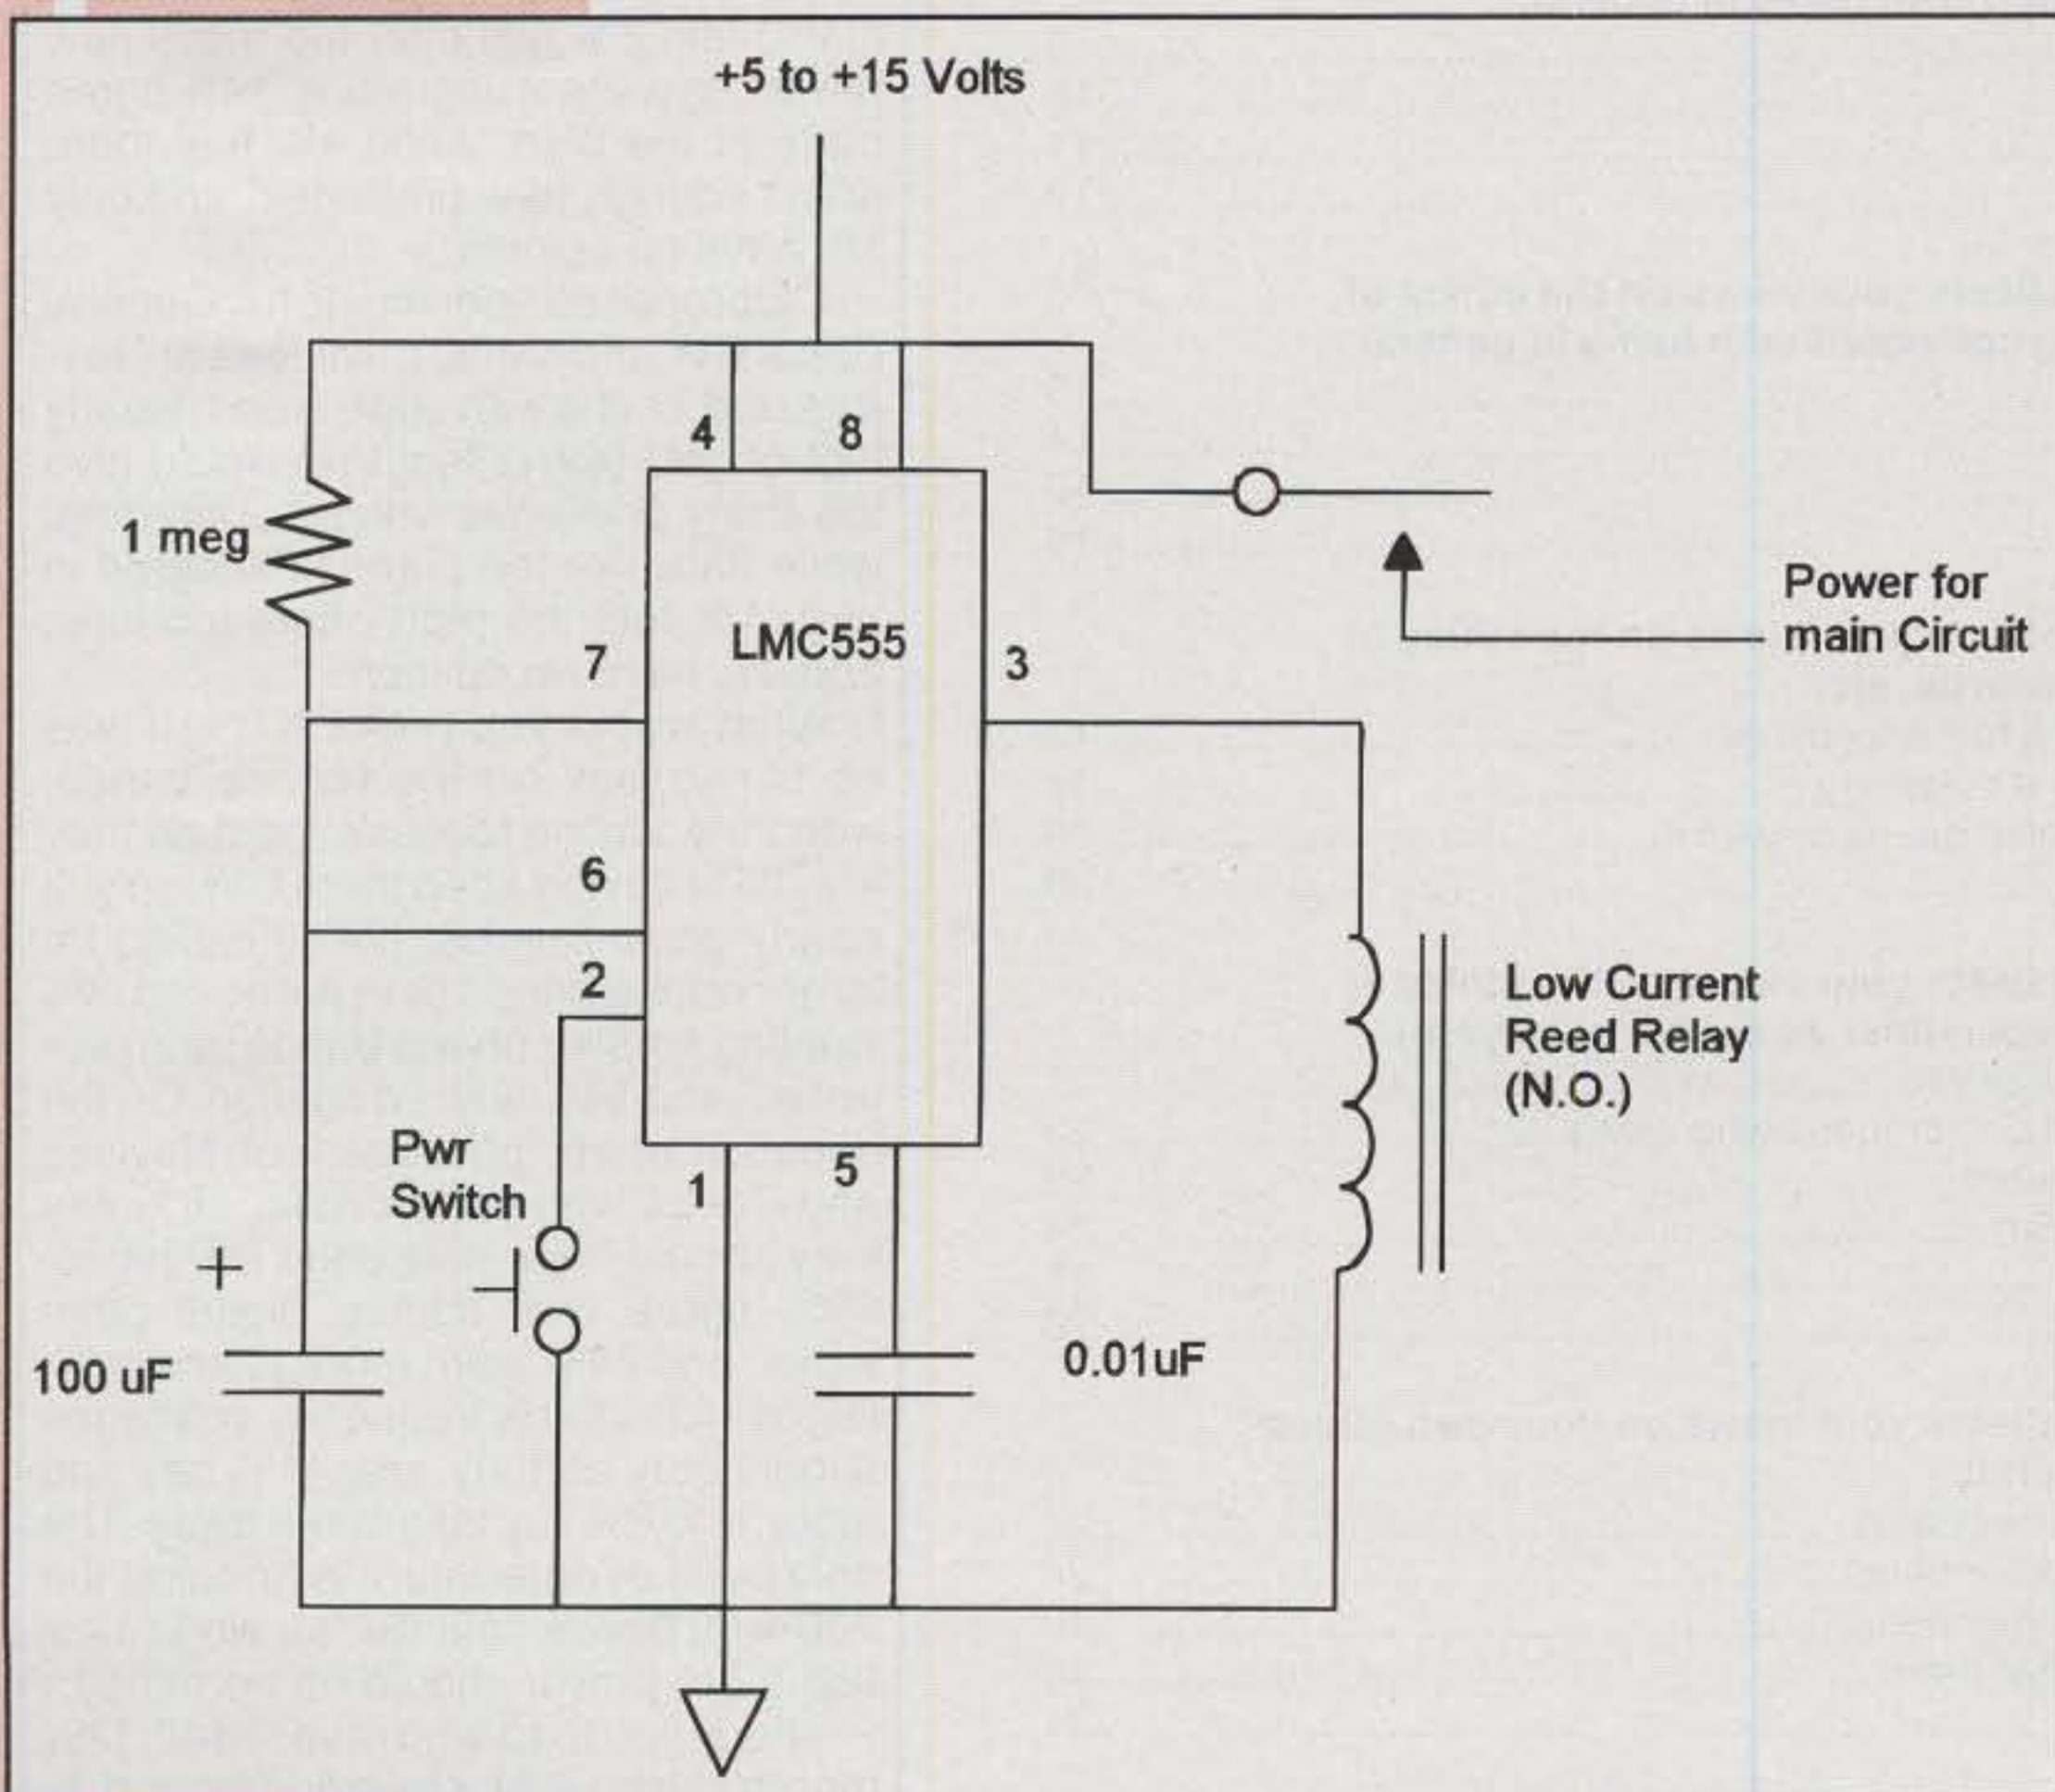 +5 to +15 Volts
4
8
1 meg
LMC555
7
3
Power for
main Circuit
6
2
Low Current
Reed Relay
(N.O.)
Pwr
Switch
1
5
+
100 uF
0.01uF